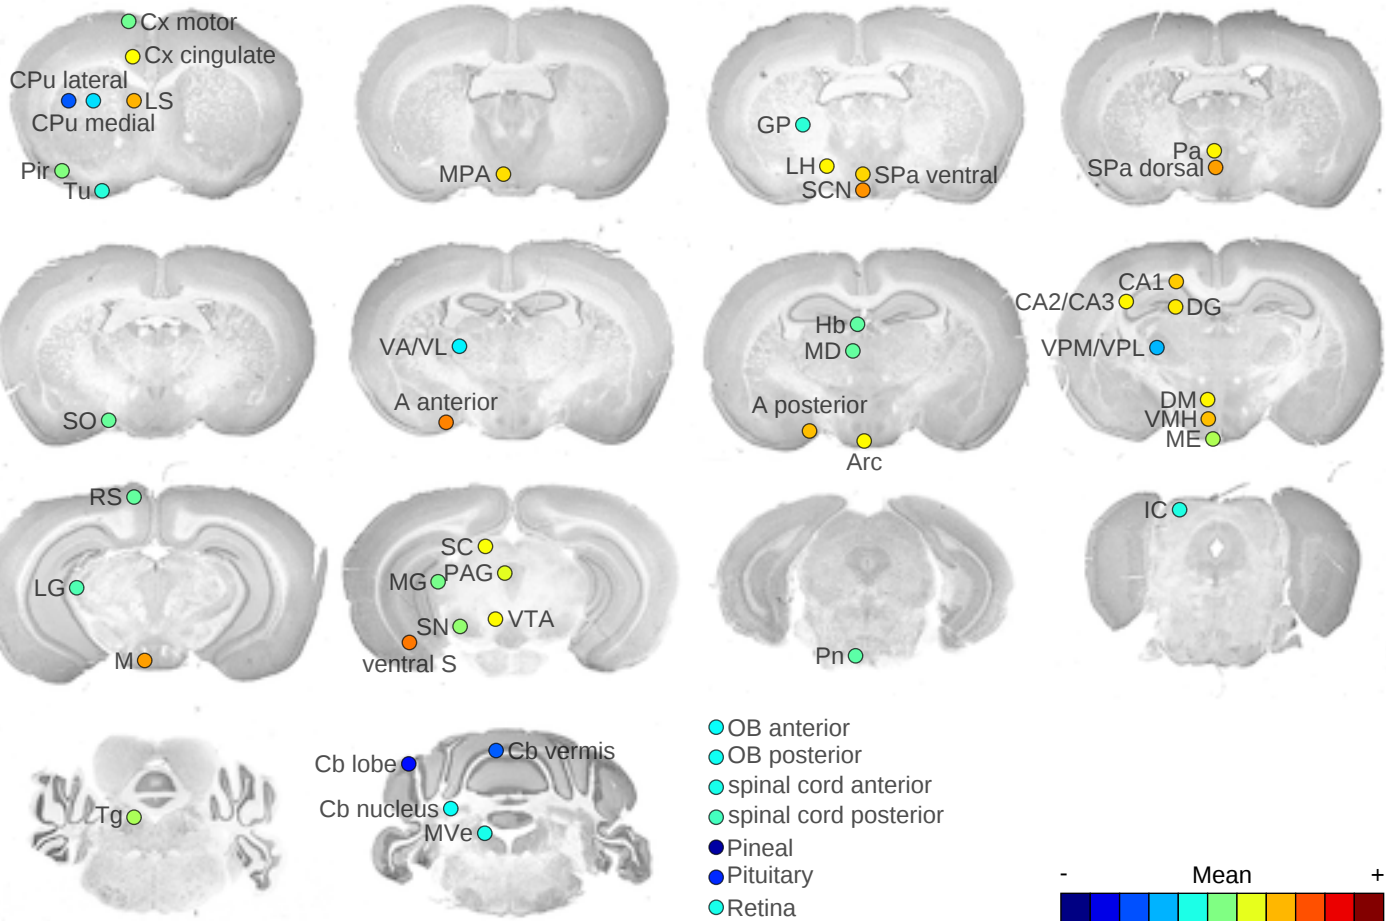 Cx motor
Cx cingulate
CPu lateral
LS
CPu medial
Pir
Tu
MPA
GP
LH
SPa ventral
SCN
Pa
SPa dorsal
SO
VA/VL
A anterior
Hb
MD
A posterior
Arc
CA1
CA2/CA3
DG
VPM/VPL
DM
VMH
ME
RS
LG
M
SC
PAG
MG
VTA
SN
ventral S
Pn
IC
Tg
Cb vermis
Cb lobe
Cb nucleus
MVe
OB anterior
OB posterior
spinal cord anterior
spinal cord posterior
Pineal
Pituitary
Retina
- Mean +